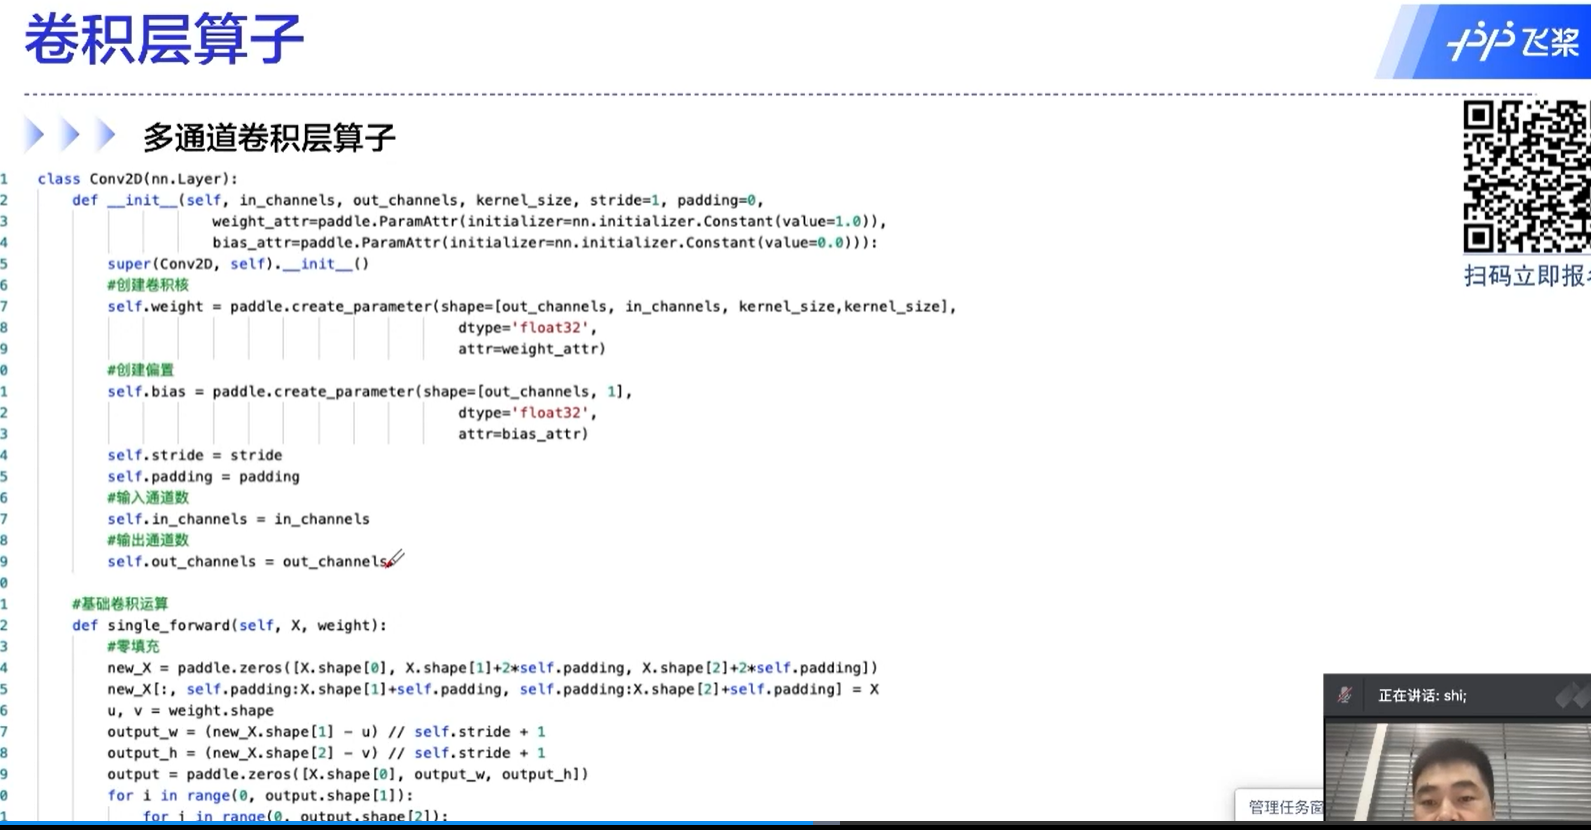 卷积层算子
飞桨
多通道卷积层算子
扫码立即报
1 class Conv2D(nn.Layer):
2 def __init__(self, in_channels, out_channels, kernel_size, stride=1, padding=0,
3 weight_attr=paddle.ParamAttr(initializer=nn.initializer.Constant(value=1.0)),
4 bias_attr=paddle.ParamAttr(initializer=nn.initializer.Constant(value=0.0))):
5 super(Conv2D, self).__init__()
6 #创建卷积核
7 self.weight = paddle.create_parameter(shape=[out_channels, in_channels, kernel_size,kernel_size],
8 dtype='float32',
9 attr=weight_attr)
0 #创建偏置
1 self.bias = paddle.create_parameter(shape=[out_channels, 1],
2 dtype='float32',
3 attr=bias_attr)
4 self.stride = stride
5 self.padding = padding
6 #输入通道数
7 self.in_channels = in_channels
8 #输出通道数
9 self.out_channels = out_channels
0
1 #基础卷积运算
2 def single_forward(self, X, weight):
3 #零填充
4 new_X = paddle.zeros([X.shape[0], X.shape[1]+2*self.padding, X.shape[2]+2*self.padding])
5 new_X[:, self.padding:X.shape[1]+self.padding, self.padding:X.shape[2]+self.padding] = X
6 u, v = weight.shape
7 output_w = (new_X.shape[1] - u) // self.stride + 1
8 output_h = (new_X.shape[2] - v) // self.stride + 1
9 output = paddle.zeros([X.shape[0], output_w, output_h])
0 for i in range(0, output.shape[1]):
1 for j in range(0, output.shape[2]):
正在讲话: shi;
管理任务窗